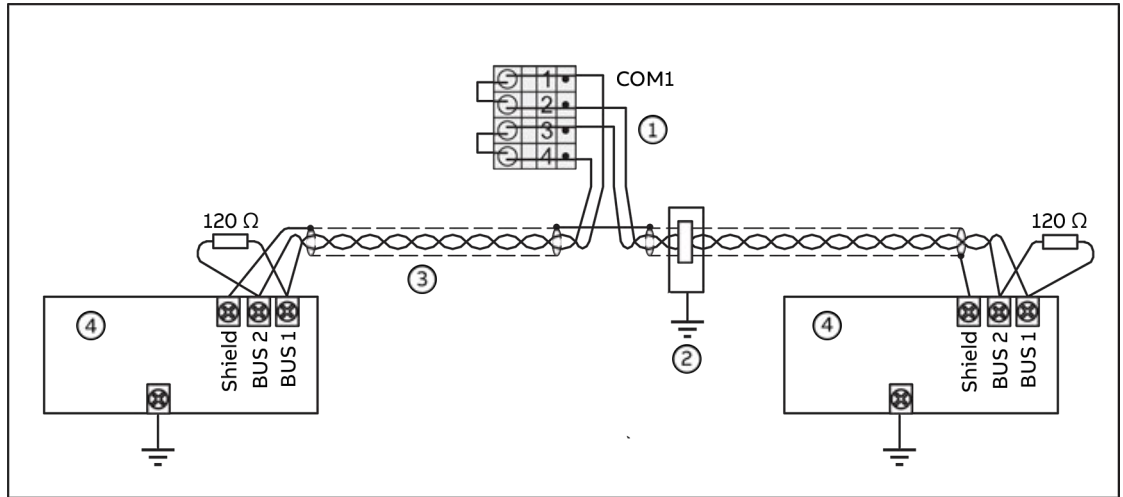 1 COM1
2
①
3
4
120 Ω
120 Ω
③
②
④
Shield
BUS 2
BUS 1
④
Shield
BUS 2
BUS 1